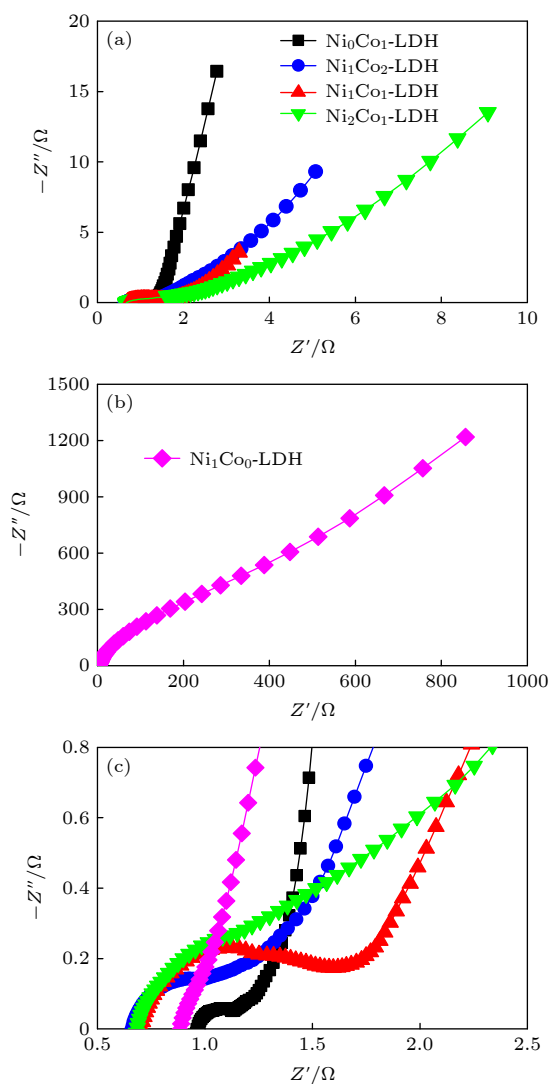 (a)
Ni₀Co₁-LDH
Ni₁Co₂-LDH
Ni₁Co₁-LDH
Ni₂Co₁-LDH
20
15
10
5
0
−Z″/Ω
0 2 4 6 8 10
Z′/Ω
(b)
Ni₁Co₀-LDH
1500
1200
900
600
300
0
−Z″/Ω
0 200 400 600 800 1000
Z′/Ω
(c)
0.8
0.6
0.4
0.2
0
−Z″/Ω
0.5 1.0 1.5 2.0 2.5
Z′/Ω